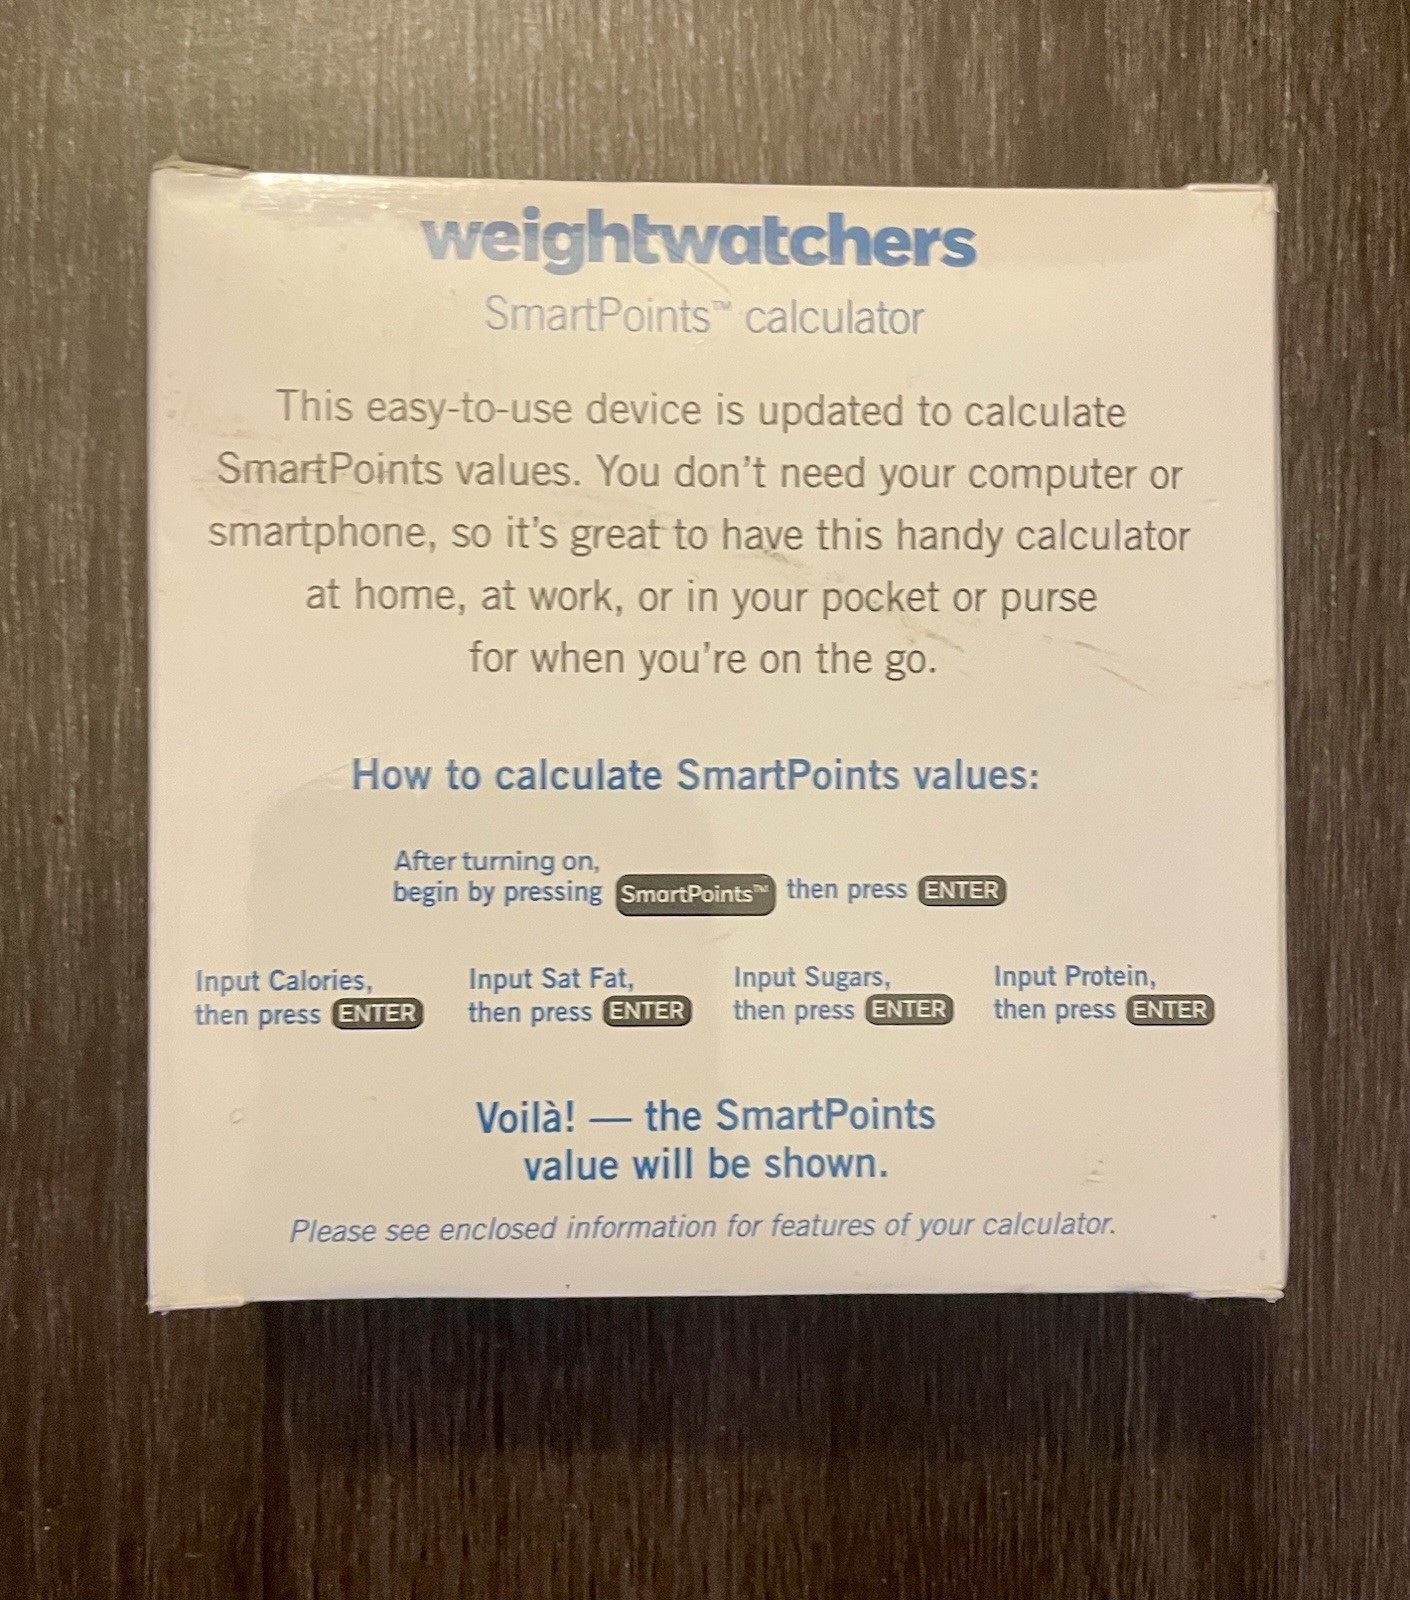 weightwatchers
SmartPoints™ calculator
This easy-to-use device is updated to calculate
SmartPoints values. You don't need your computer or
smartphone, so it's great to have this handy calculator
at home, at work, or in your pocket or purse
for when you're on the go.
How to calculate SmartPoints values:
After turning on,
begin by pressing SmartPoints™ then press ENTER
Input Calories,
then press ENTER
Input Sat Fat,
then press ENTER
Input Sugars,
then press ENTER
Input Protein,
then press ENTER
Voilà! — the SmartPoints
value will be shown.
Please see enclosed information for features of your calculator.